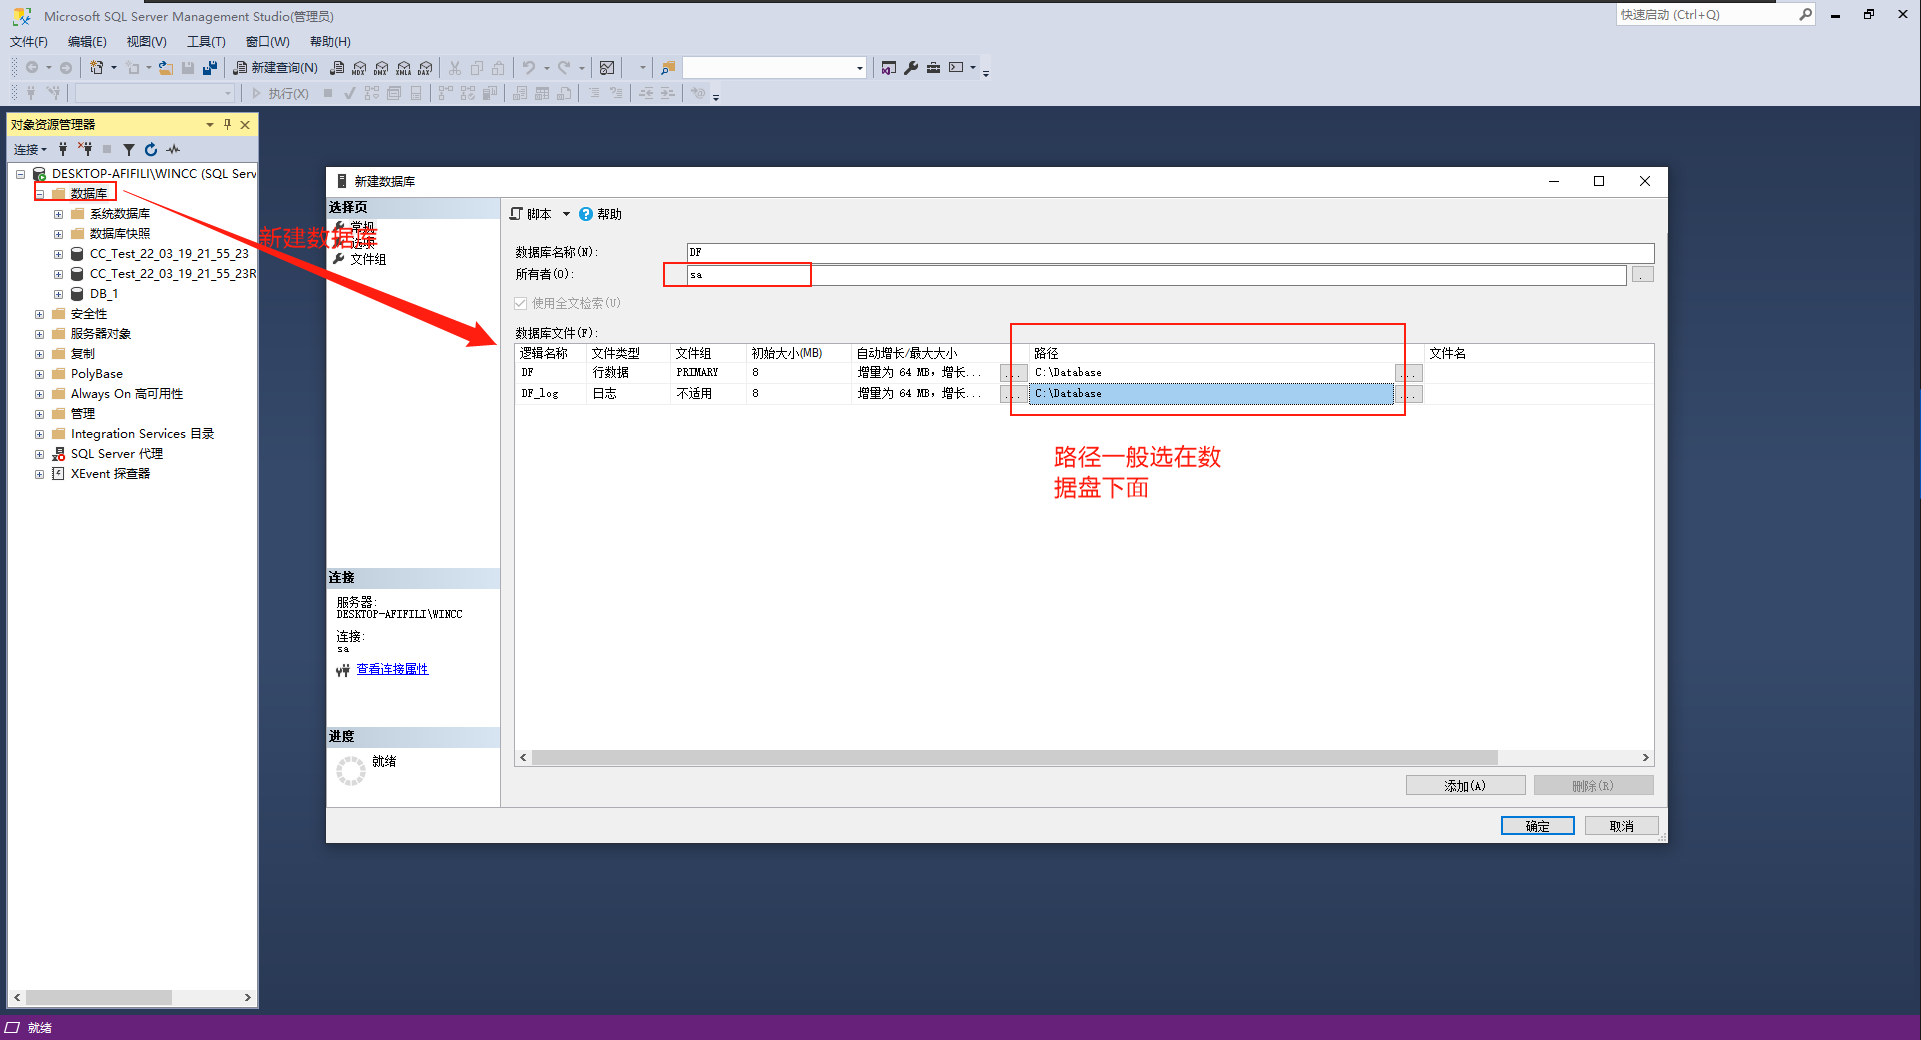 Microsoft SQL Server Management Studio(管理员)
快速启动 (Ctrl+Q)
文件(F) 编辑(E) 视图(V) 工具(T) 窗口(W) 帮助(H)
新建查询(N) MDX DMX XMLA DAX
执行(X)
对象资源管理器
连接
DESKTOP-AFIFILI\WINCC (SQL Serv
数据库
系统数据库
数据库快照
CC_Test_22_03_19_21_55_23
CC_Test_22_03_19_21_55_23R
DB_1
安全性
服务器对象
复制
PolyBase
Always On 高可用性
管理
Integration Services 目录
SQL Server 代理
XEvent 探查器
新建数据库
新建数据库
选择页
常规
选项
文件组
脚本 帮助
数据库名称(N): DF
所有者(O): sa
使用全文检索(U)
数据库文件(F):
逻辑名称 文件类型 文件组 初始大小(MB) 自动增长/最大大小 路径 文件名
DF 行数据 PRIMARY 8 增量为 64 MB，增长... ... C:\Database ...
DF_log 日志 不适用 8 增量为 64 MB，增长... ... C:\Database ...
路径一般选在数
据盘下面
连接
服务器:
DESKTOP-AFIFILI\WINCC
连接:
sa
查看连接属性
进度
就绪
添加(A) 删除(R)
确定 取消
就绪